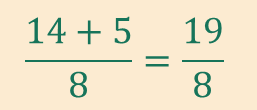 14 + 5 = 19
8 8